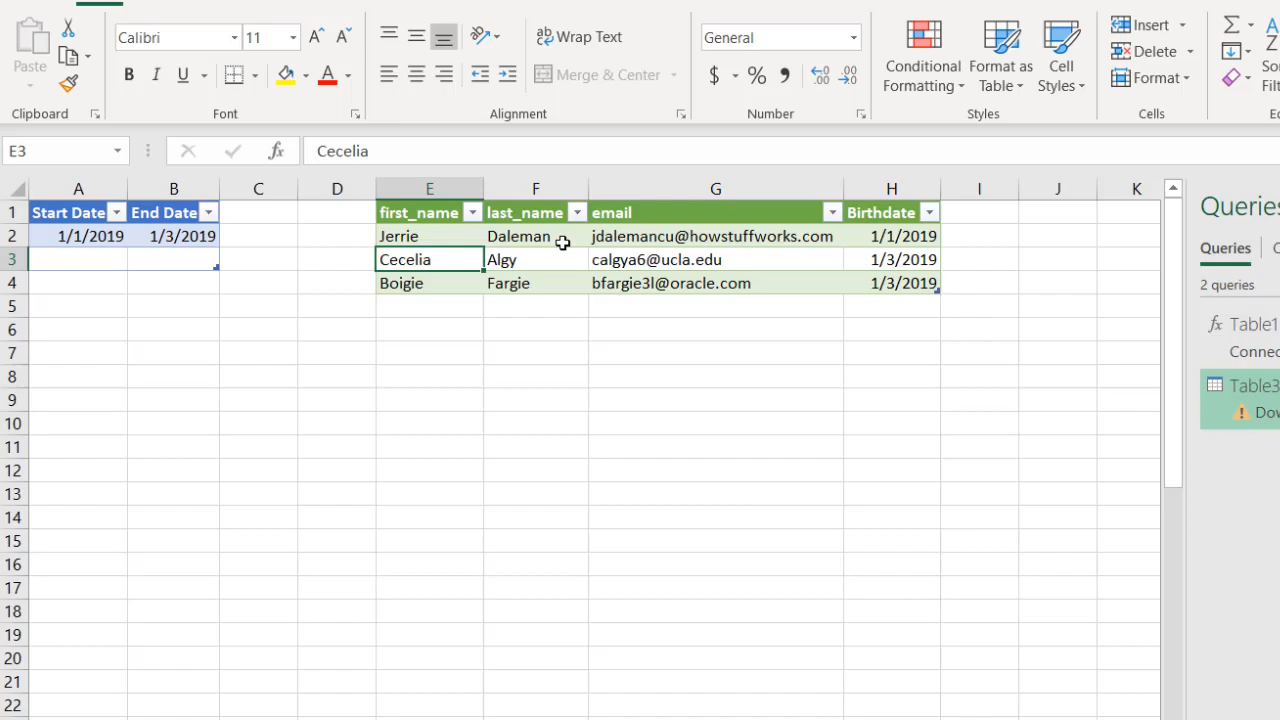 Calibri 11 Wrap Text General Insert
Paste B I U Merge & Center $ % Conditional Formatting Format as Table Cell Styles Delete Format
Clipboard Font Alignment Number Styles Cells
E3 fx Cecelia
A B C D E F G H I J K
1 Start Date End Date first_name last_name email Birthdate
2 1/1/2019 1/3/2019 Jerrie Daleman jdalemancu@howstuffworks.com 1/1/2019
3 Cecelia Algy calgya6@ucla.edu 1/3/2019
4 Boigie Fargie bfargie3l@oracle.com 1/3/2019
5
6
7
8
9
10
11
12
13
14
15
16
17
18
19
20
21
22
Queries
Queries
2 queries
fx Table1
Table3